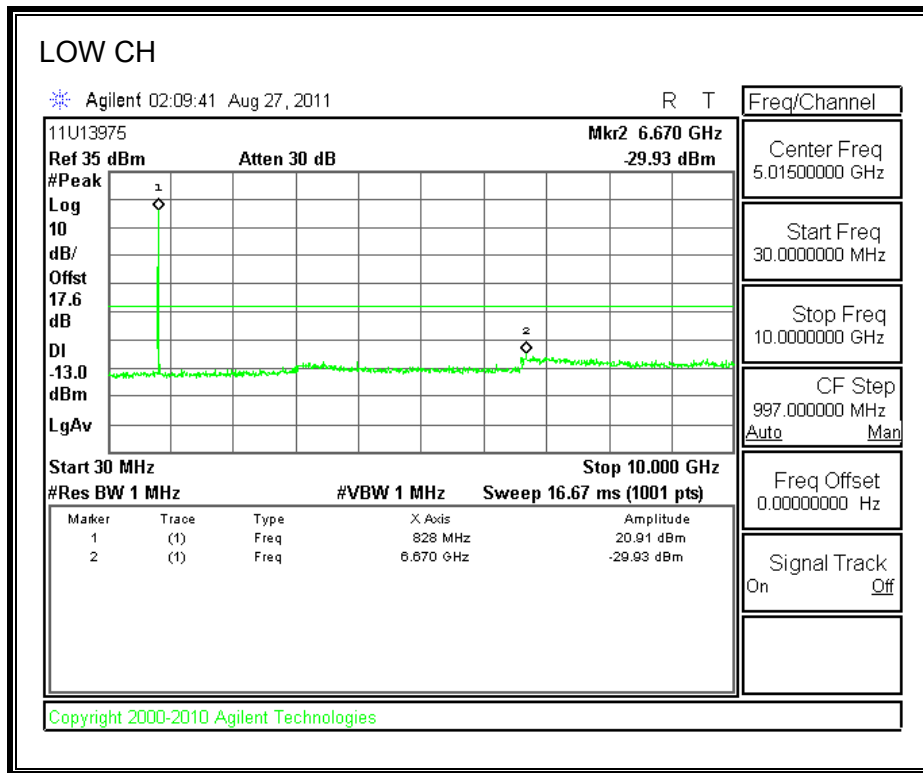 LOW CH
Agilent 02:09:41 Aug 27, 2011 R T
Freq/Channel
11U13975 Mkr2 6.670 GHz
Ref 35 dBm Atten 30 dB -29.93 dBm
#Peak
Log
10
dB/
Offst
17.6
dB
DI
-13.0
dBm
LgAv
1
2
Start 30 MHz Stop 10.000 GHz
#Res BW 1 MHz #VBW 1 MHz Sweep 16.67 ms (1001 pts)
Marker Trace Type X Axis Amplitude
1 (1) Freq 828 MHz 20.91 dBm
2 (1) Freq 6.670 GHz -29.93 dBm
Center Freq
5.01500000 GHz
Start Freq
30.0000000 MHz
Stop Freq
10.0000000 GHz
CF Step
997.000000 MHz
Auto Man
Freq Offset
0.00000000 Hz
Signal Track
On Off
Copyright 2000-2010 Agilent Technologies